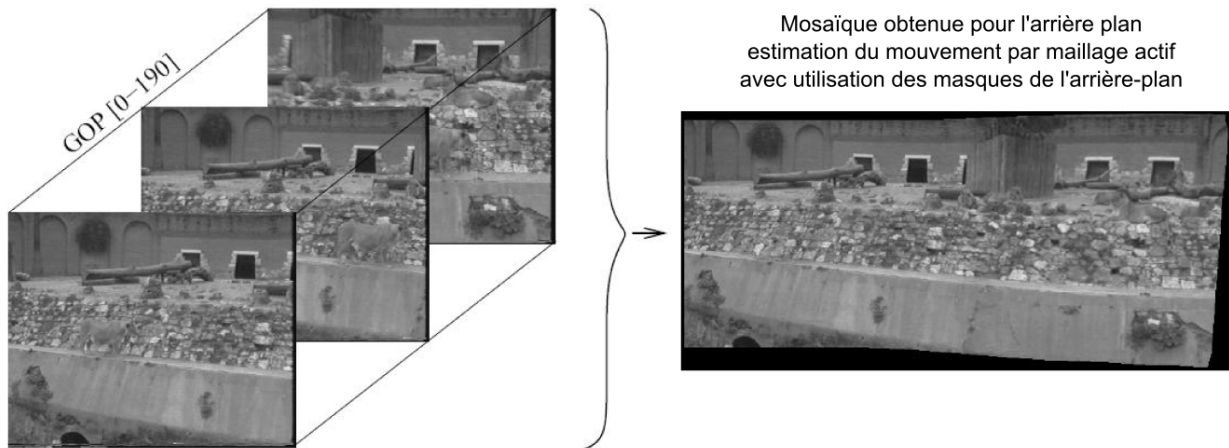 GOP [0-190]
Mosaïque obtenue pour l'arrière plan
estimation du mouvement par maillage actif
avec utilisation des masques de l'arrière-plan